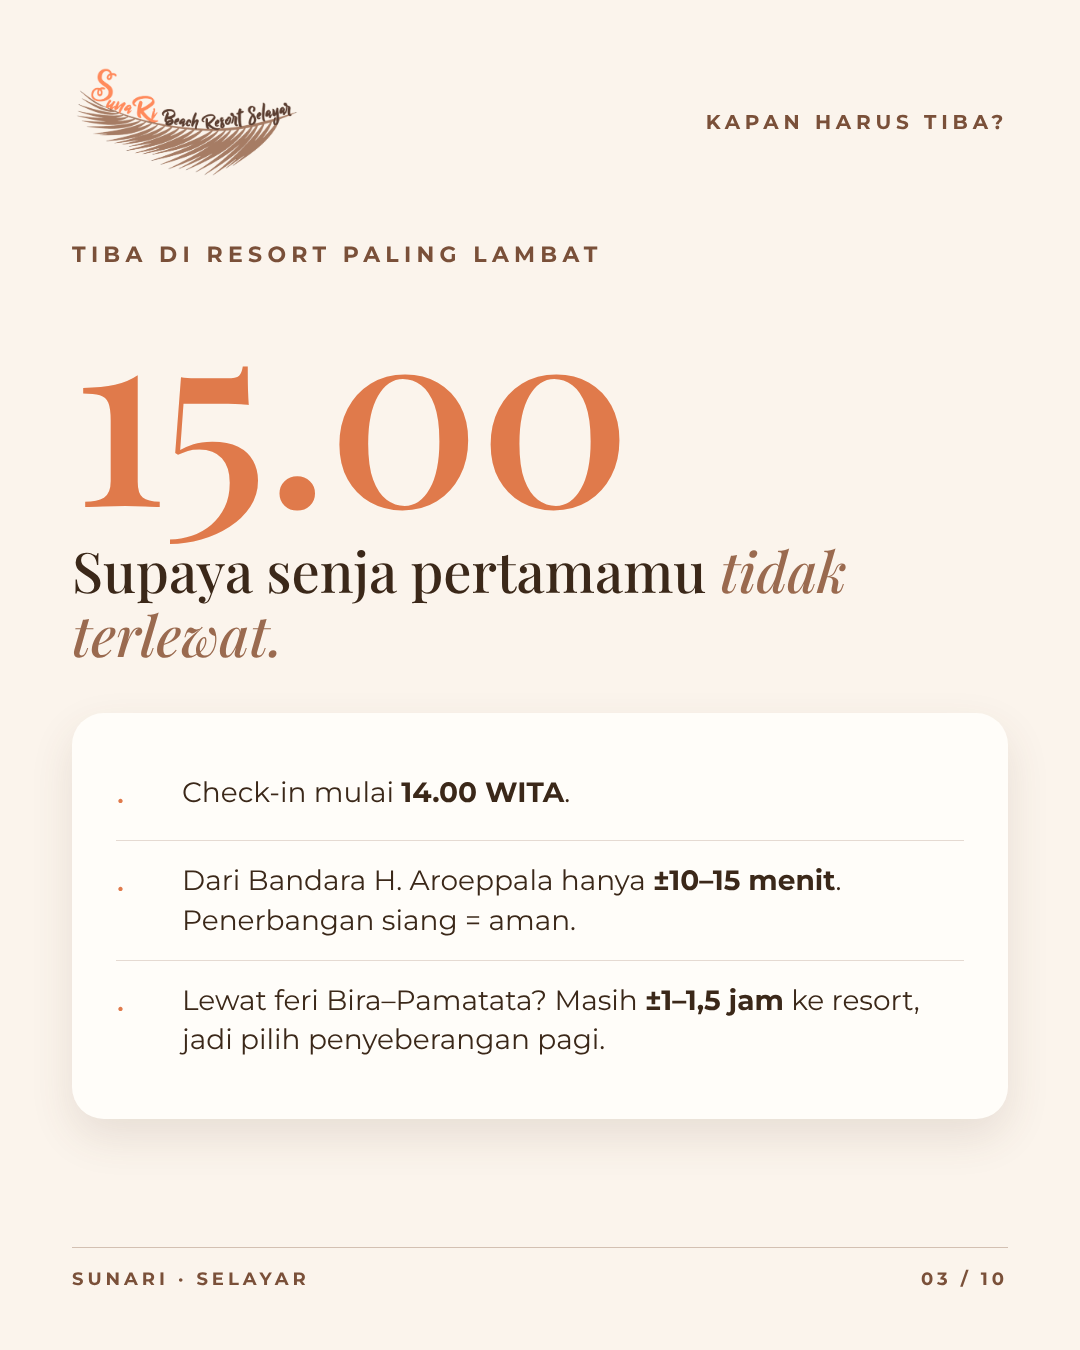 SunaRi Beach Resort Selayar
KAPAN HARUS TIBA?
TIBA DI RESORT PALING LAMBAT
15.00
Supaya senja pertamamu tidak
terlewat.
. Check-in mulai 14.00 WITA.
. Dari Bandara H. Aroeppala hanya ±10–15 menit.
Penerbangan siang = aman.
. Lewat feri Bira–Pamatata? Masih ±1–1,5 jam ke resort,
jadi pilih penyeberangan pagi.
SUNARI · SELAYAR
03 / 10